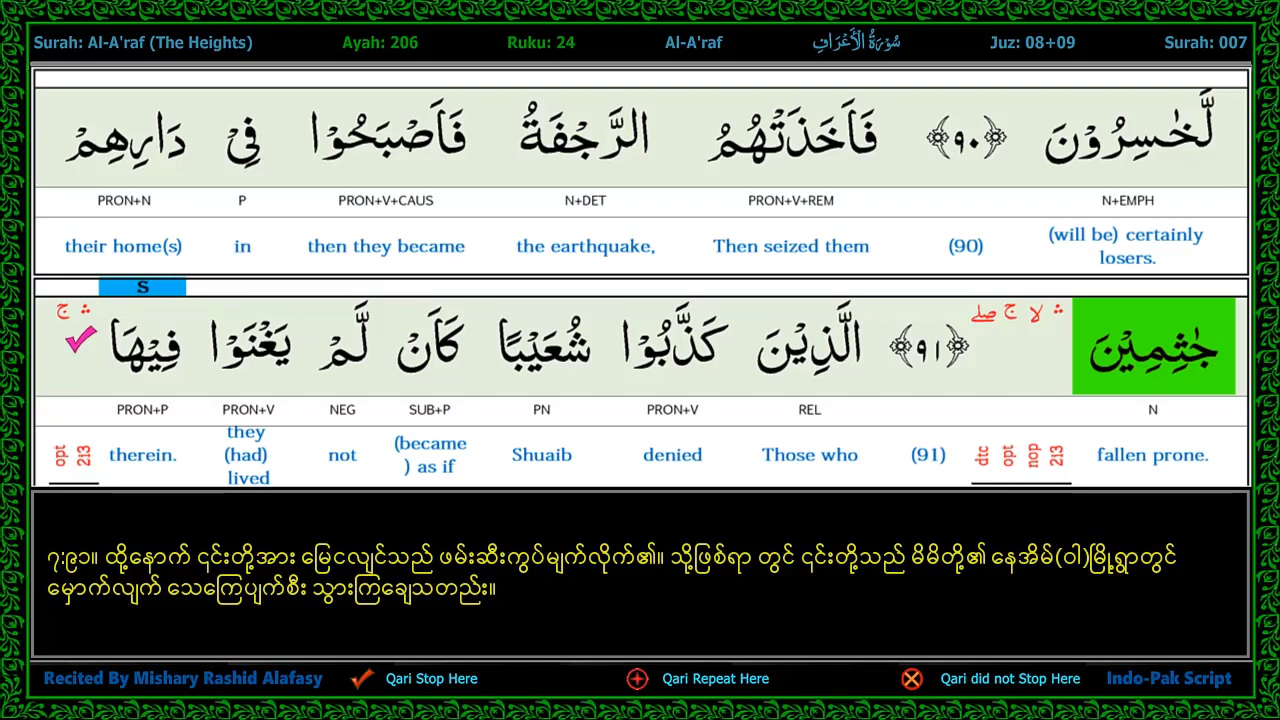 Surah: Al-A'raf (The Heights) Ayah: 206 Ruku: 24 Al-A'raf سُوْرَةُ الْأَعْرَافِ Juz: 08+09 Surah: 007
لَّخٰسِرُوْنَ ﴿٩٠﴾ فَاَخَذَتْهُمُ الرَّجْفَةُ فَاَصْبَحُوْا فِيْ دَارِهِمْ
PRON+N P PRON+V+CAUS N+DET PRON+V+REM N+EMPH
their home(s) in then they became the earthquake, Then seized them (90) (will be) certainly losers.
S
ۛ ج ۛ لا ج صلے
جٰثِمِيْنَ ﴿٩١﴾ الَّذِيْنَ كَذَّبُوْا شُعَيْبًا كَاَنْ لَّمْ يَغْنَوْا فِيْهَا
PRON+P PRON+V NEG SUB+P PN PRON+V REL N
opt 213 therein. they (had) lived not (became ) as if Shuaib denied Those who (91) dtc opt nop 213 fallen prone.
၇:၉၁။ ထို့နောက် ၎င်းတို့အား မြေငလျင်သည် ဖမ်းဆီးကွပ်မျက်လိုက်၏။ သို့ဖြစ်ရာ တွင် ၎င်းတို့သည် မိမိတို့၏ နေအိမ်(ဝါ)မြို့ရွာတွင်
မှောက်လျက် သေကြေပျက်စီး သွားကြချေသတည်း။
Recited By Mishary Rashid Alafasy Qari Stop Here Qari Repeat Here Qari did not Stop Here Indo-Pak Script